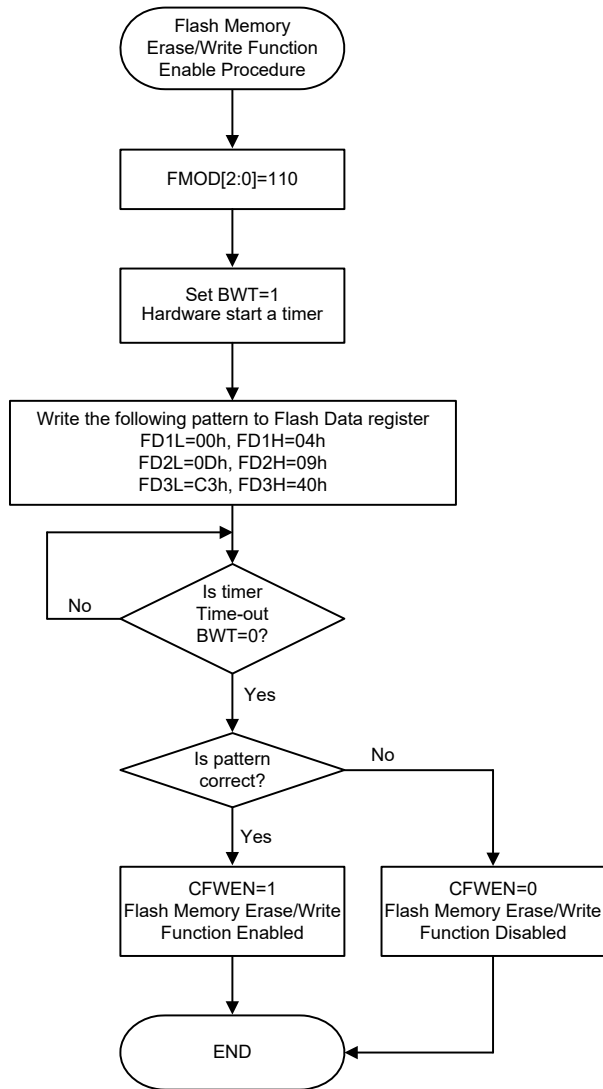 Flash Memory
Erase/Write Function
Enable Procedure
FMOD[2:0]=110
Set BWT=1
Hardware start a timer
Write the following pattern to Flash Data register
FD1L=00h, FD1H=04h
FD2L=0Dh, FD2H=09h
FD3L=C3h, FD3H=40h
Is timer
Time-out
BWT=0?
No
Yes
Is pattern
correct?
No
Yes
CFWEN=1
Flash Memory Erase/Write
Function Enabled
CFWEN=0
Flash Memory Erase/Write
Function Disabled
END